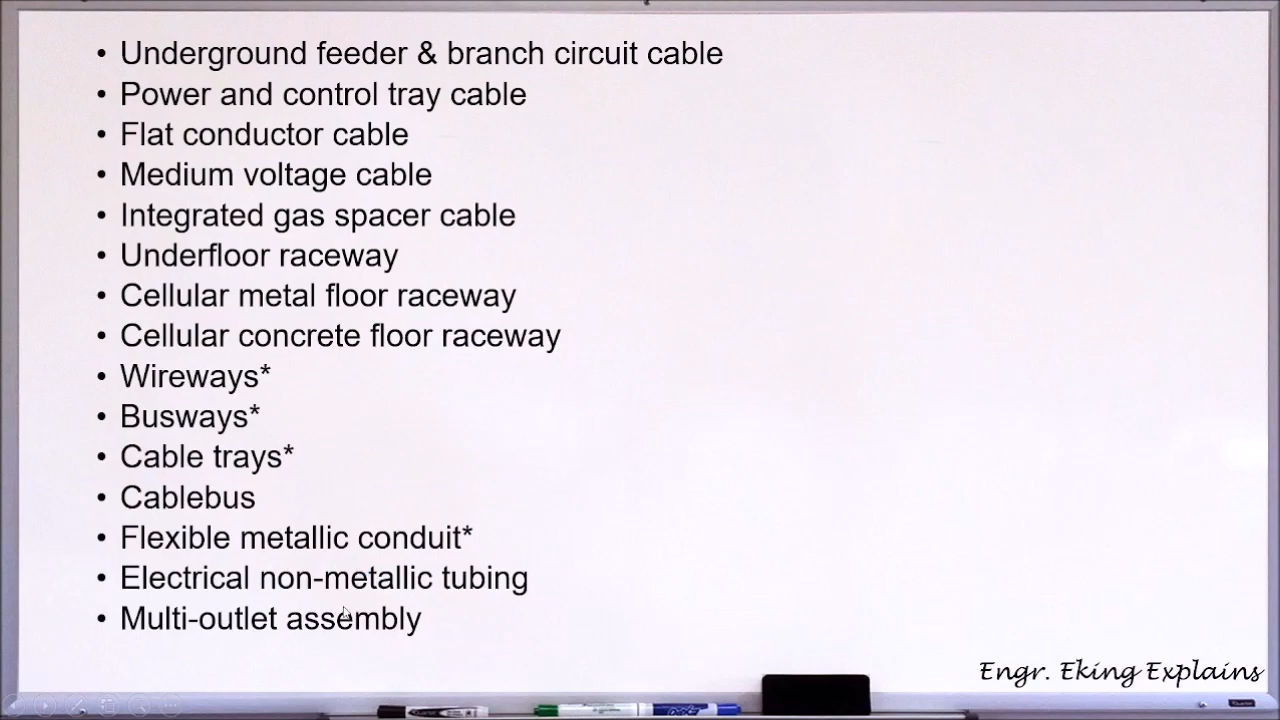 • Underground feeder & branch circuit cable
• Power and control tray cable
• Flat conductor cable
• Medium voltage cable
• Integrated gas spacer cable
• Underfloor raceway
• Cellular metal floor raceway
• Cellular concrete floor raceway
• Wireways*
• Busways*
• Cable trays*
• Cablebus
• Flexible metallic conduit*
• Electrical non-metallic tubing
• Multi-outlet assembly
Engr. Eking Explains